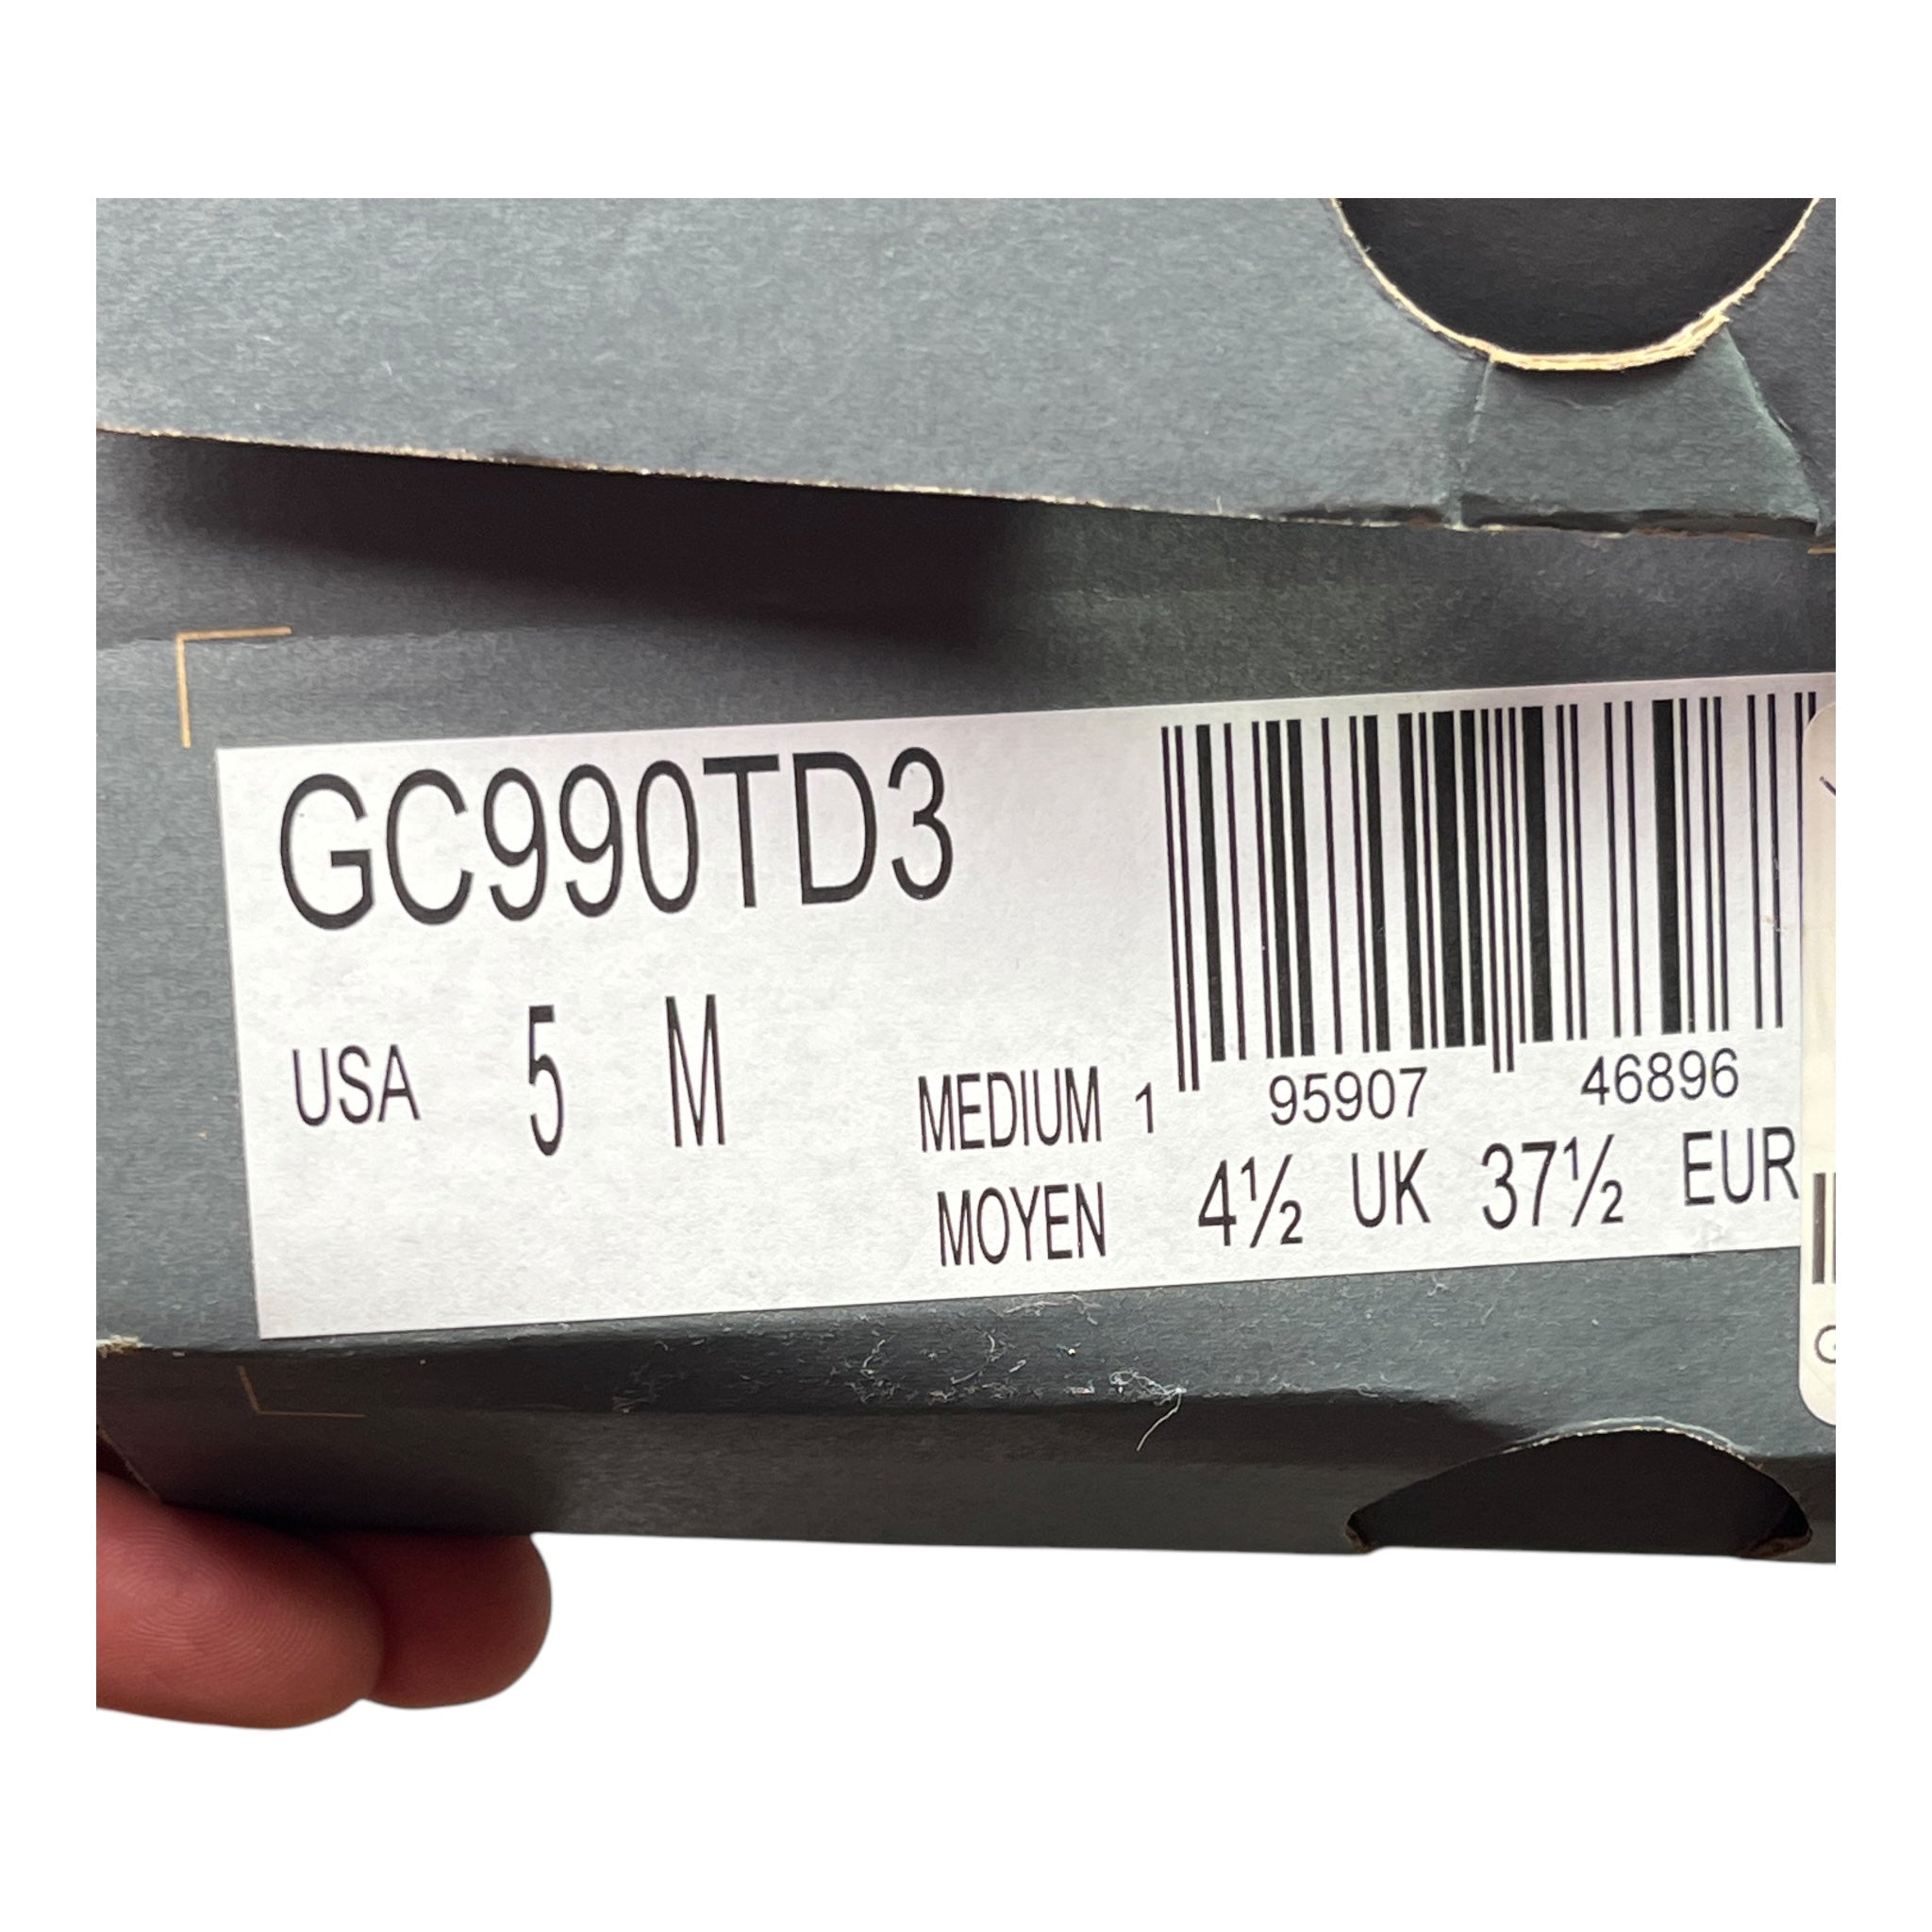 GC990TD3
USA 5 M
MEDIUM
MOYEN
1 95907 46896
4½ UK 37½ EUR
G